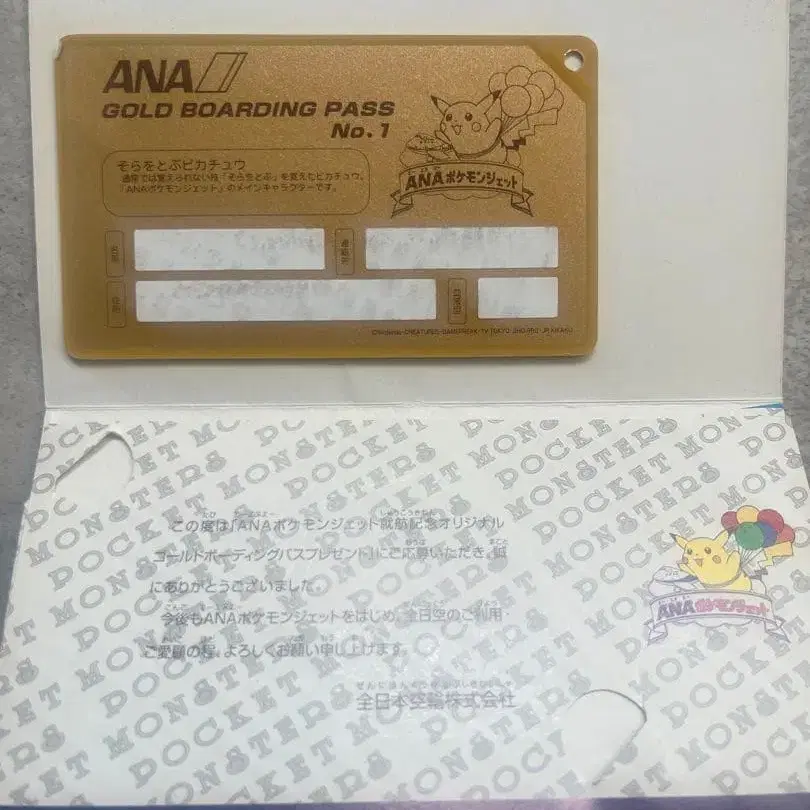 ANA
GOLD BOARDING PASS
No.1
そらをとぶピカチュウ
通常では覚えられない技「そらをとぶ」を覚えたピカチュウ。
「ANAポケモンジェット」のメインキャラクターです。
ANAポケモンジェット
POCKET MONSTERS
この度は「ANAポケモンジェット就航記念オリジナル
ゴールドボーディングパスプレゼント」にご応募いただき、誠
にありがとうございました。
今後もANAポケモンジェットをはじめ、全日空のご利用・
ご愛顧の程、よろしくお願い申し上げます。
全日本空輸株式会社
ANAポケモンジェット